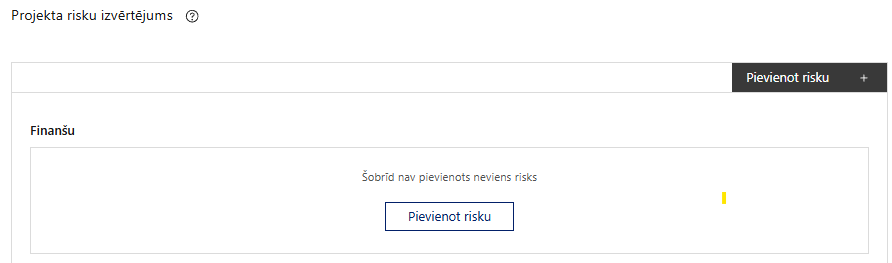 Projekta risku izvērtējums ?
Pievienot risku +
Finanšu
Šobrīd nav pievienots neviens risks
Pievienot risku